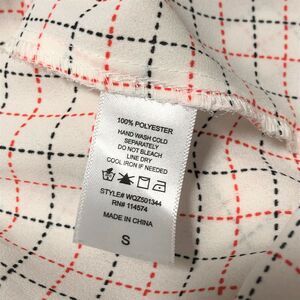 100% POLYESTER
HAND WASH COLD
SEPARATELY
DO NOT BLEACH
LINE DRY
COOL IRON IF NEEDED
STYLE# WQZ501344
RN# 114574
MADE IN CHINA
S